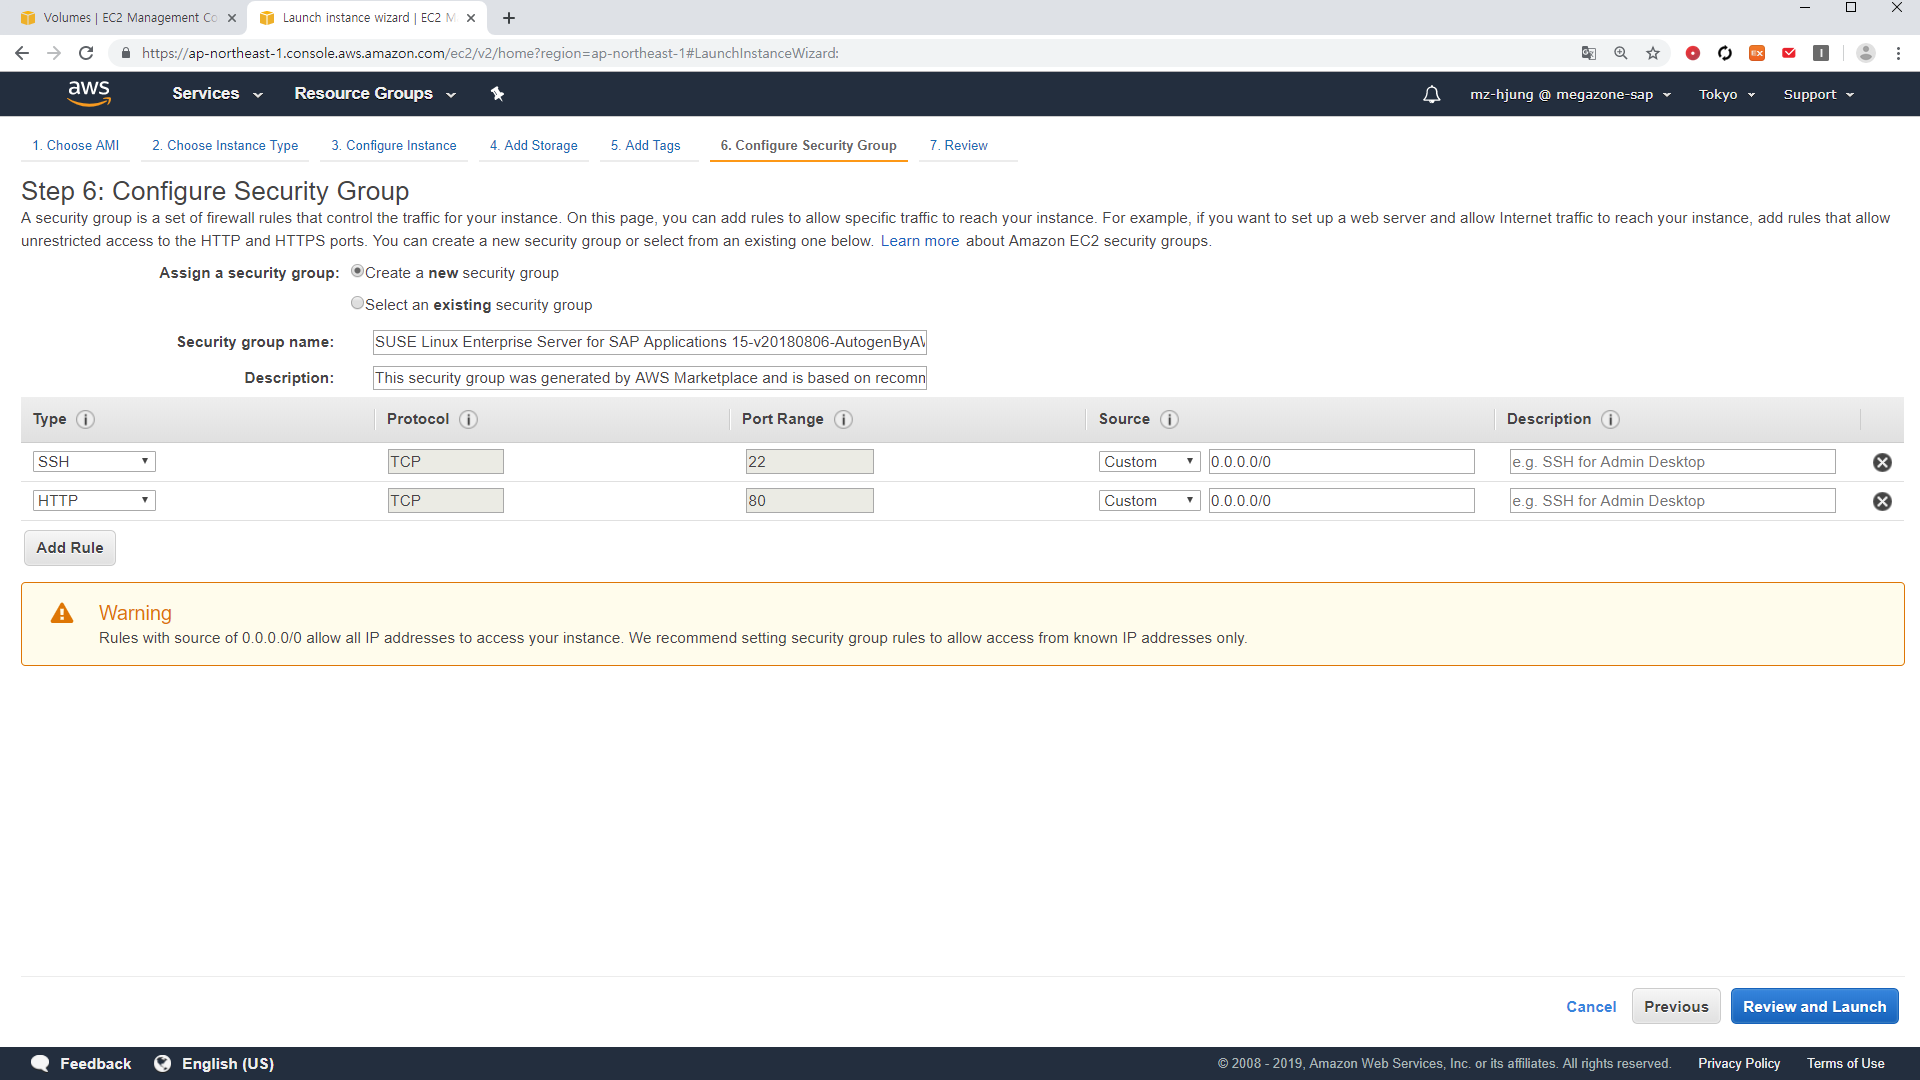 Volumes | EC2 Management Co
Launch instance wizard | EC2 M
https://ap-northeast-1.console.aws.amazon.com/ec2/v2/home?region=ap-northeast-1#LaunchInstanceWizard:
aws Services Resource Groups mz-hjung @ megazone-sap Tokyo Support
1. Choose AMI 2. Choose Instance Type 3. Configure Instance 4. Add Storage 5. Add Tags 6. Configure Security Group 7. Review
Step 6: Configure Security Group
A security group is a set of firewall rules that control the traffic for your instance. On this page, you can add rules to allow specific traffic to reach your instance. For example, if you want to set up a web server and allow Internet traffic to reach your instance, add rules that allow
unrestricted access to the HTTP and HTTPS ports. You can create a new security group or select from an existing one below. Learn more about Amazon EC2 security groups.
Assign a security group: Create a new security group
Select an existing security group
Security group name: SUSE Linux Enterprise Server for SAP Applications 15-v20180806-AutogenByAW
Description: This security group was generated by AWS Marketplace and is based on recomm
Type Protocol Port Range Source Description
SSH TCP 22 Custom 0.0.0.0/0 e.g. SSH for Admin Desktop
HTTP TCP 80 Custom 0.0.0.0/0 e.g. SSH for Admin Desktop
Add Rule
Warning
Rules with source of 0.0.0.0/0 allow all IP addresses to access your instance. We recommend setting security group rules to allow access from known IP addresses only.
Cancel Previous Review and Launch
Feedback English (US) © 2008 - 2019, Amazon Web Services, Inc. or its affiliates. All rights reserved. Privacy Policy Terms of Use